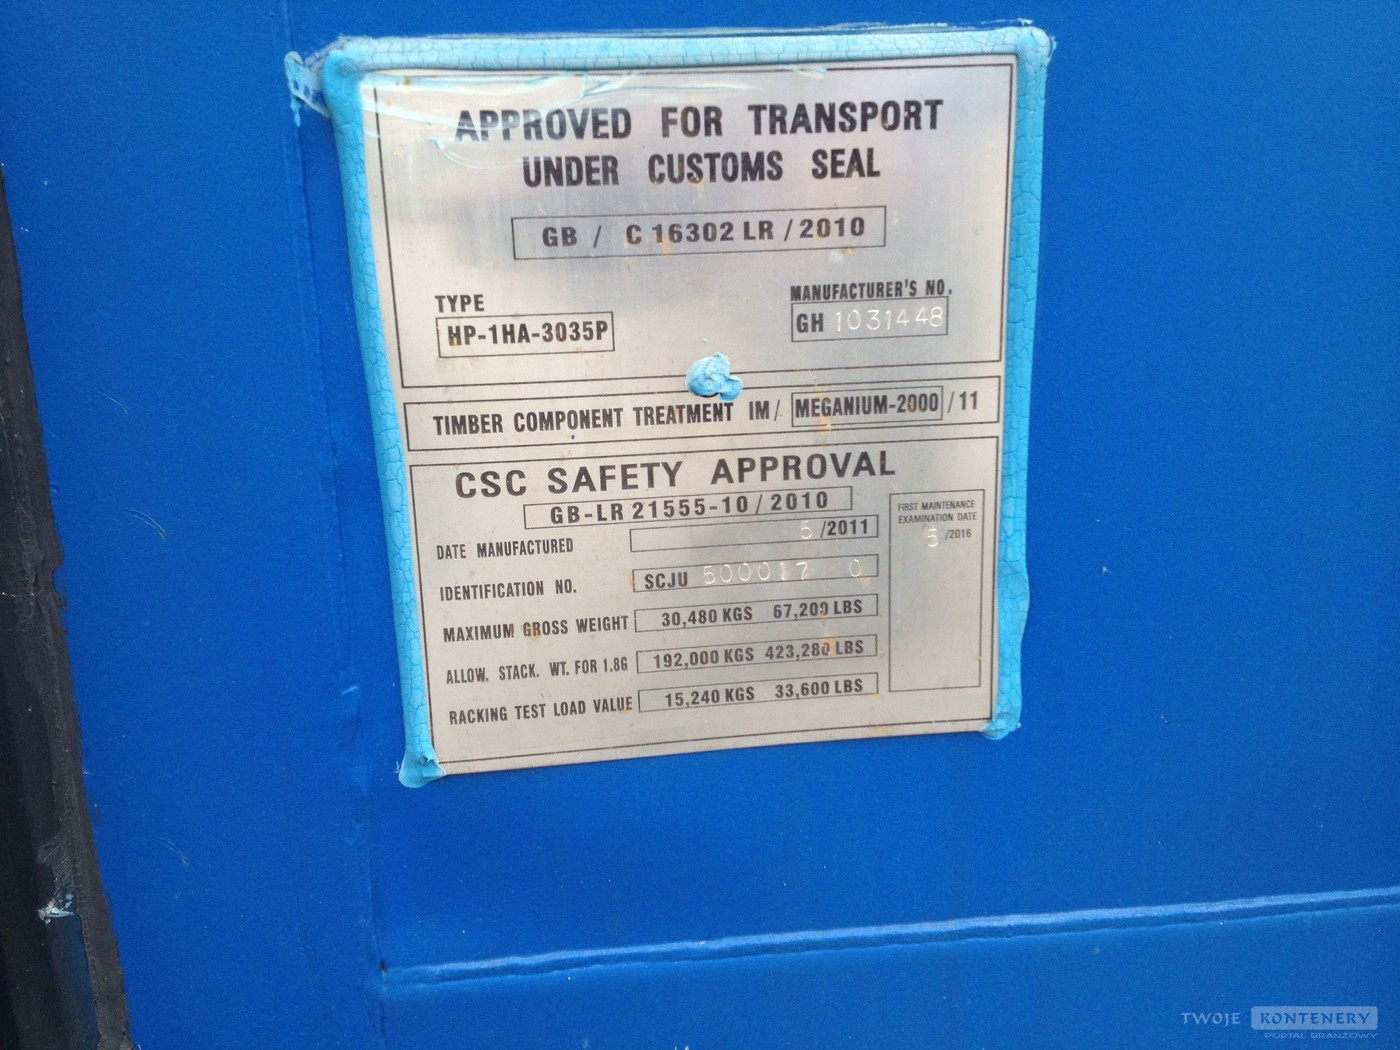 APPROVED FOR TRANSPORT
UNDER CUSTOMS SEAL
GB / C 16302 LR / 2010
TYPE
HP-1HA-3035P
MANUFACTURER'S NO.
GH 1031448
TIMBER COMPONENT TREATMENT IM / MEGANIUM-2000 / 11
CSC SAFETY APPROVAL
GB-LR 21555-10 / 2010
DATE MANUFACTURED 5 /2011
IDENTIFICATION NO. SCJU 500017 0
MAXIMUM GROSS WEIGHT 30,480 KGS 67,200 LBS
ALLOW. STACK. WT. FOR 1.8G 192,000 KGS 423,280 LBS
RACKING TEST LOAD VALUE 15,240 KGS 33,600 LBS
FIRST MAINTENANCE
EXAMINATION DATE
5 /2016
TWOJE KONTENERY
PORTAL BRANŻOWY